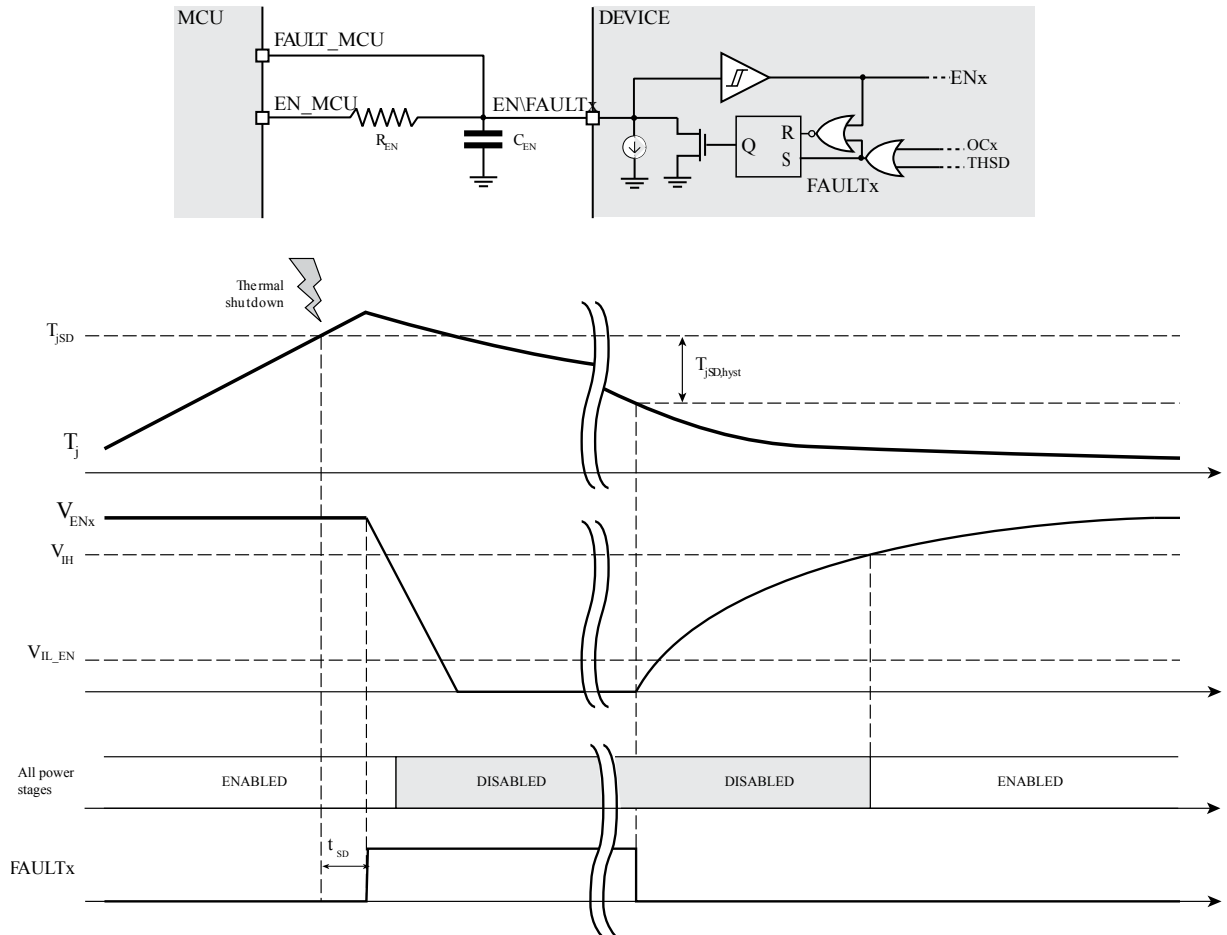 MCU
DEVICE
FAULT_MCU
EN_MCU
EN\FAULTx
R_EN
C_EN
ENx
Q
R
S
OCx
THSD
FAULTx
Thermal
shutdown
T_jSD
T_jSD,hyst
T_j
V_ENx
V_IH
V_IL_EN
All power
stages
ENABLED
DISABLED
DISABLED
ENABLED
t_SD
FAULTx